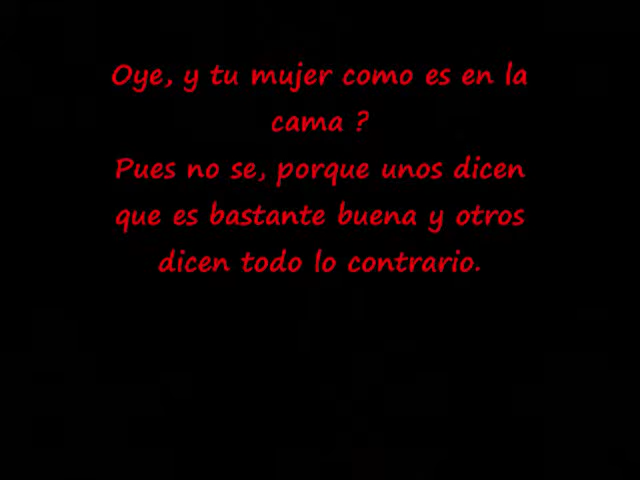 Oye, y tu mujer como es en la
cama ?
Pues no se, porque unos dicen
que es bastante buena y otros
dicen todo lo contrario.